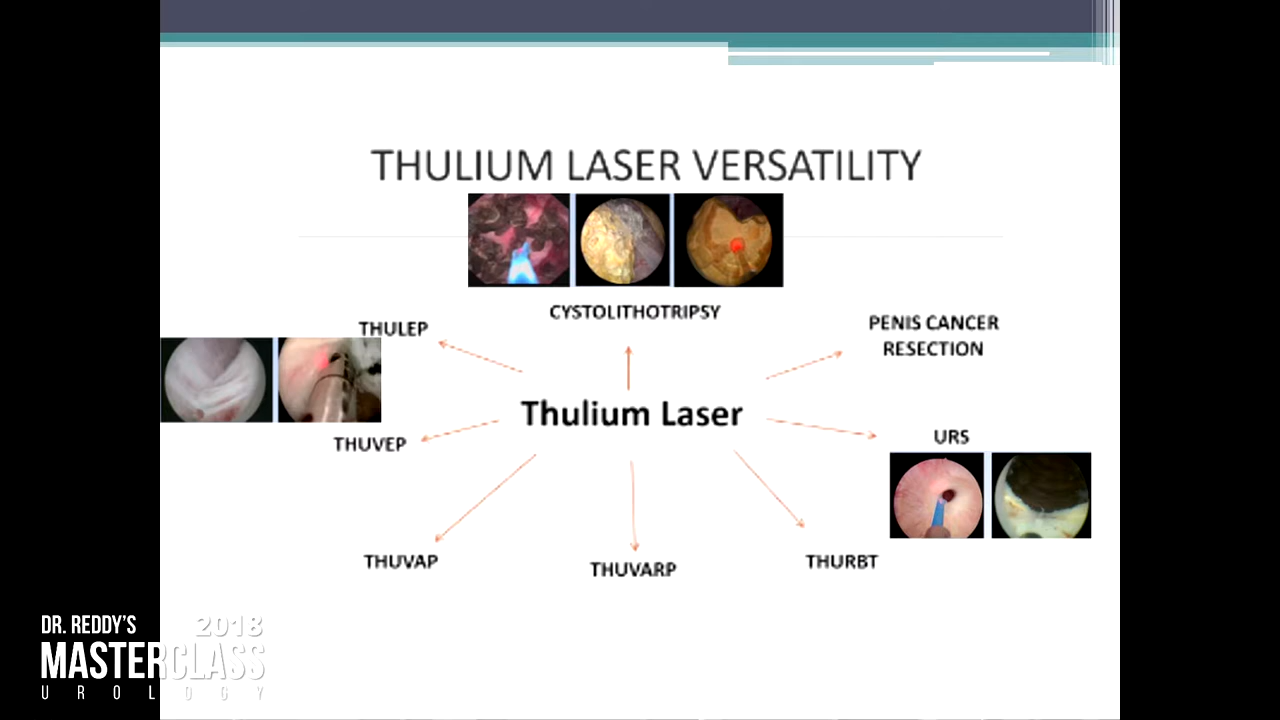 THULIUM LASER VERSATILITY
CYSTOLITHOTRIPSY
THULEP
PENIS CANCER
RESECTION
Thulium Laser
THUVEP
URS
THUVAP
THUVARP
THURBT
DR. REDDY'S 2018
MASTERCLASS
UROLOGY